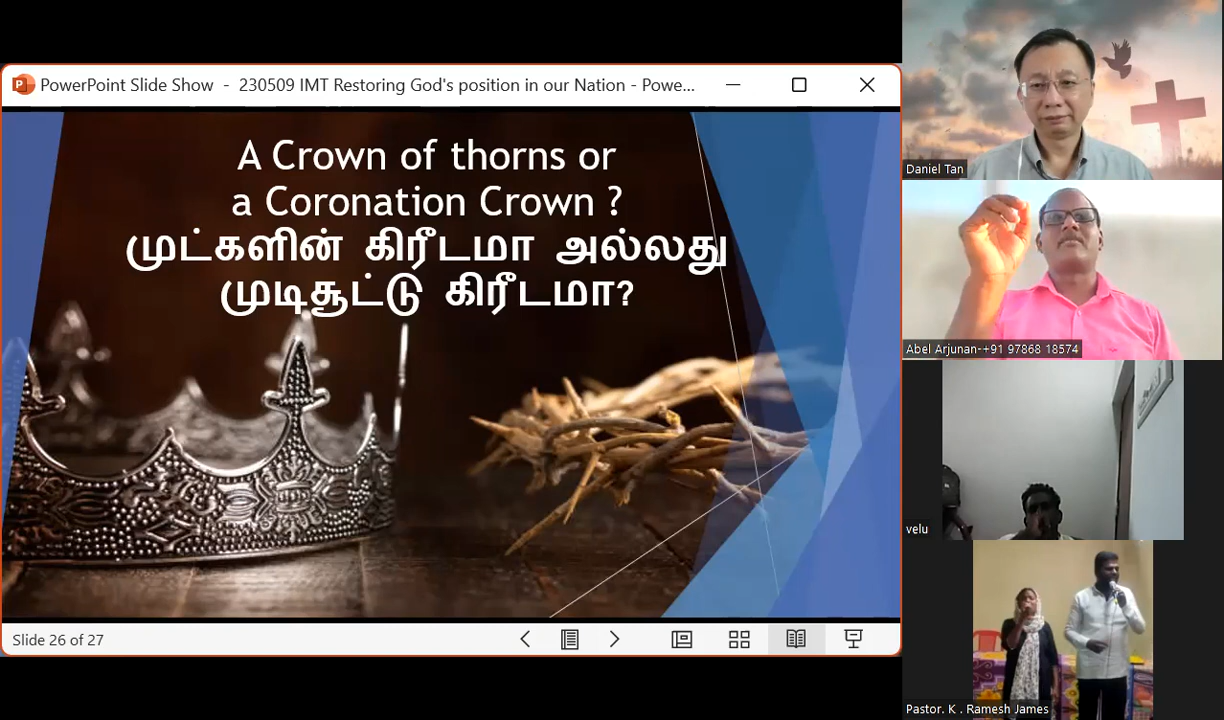 PowerPoint Slide Show - 230509 IMT Restoring God's position in our Nation - Powe...
A Crown of thorns or
a Coronation Crown ?
முட்களின் கிரீடமா அல்லது
முடிசூட்டு கிரீடமா?
Slide 26 of 27
Daniel Tan
Abel Arjunan-+91 97868 18574
velu
Pastor. K . Ramesh James